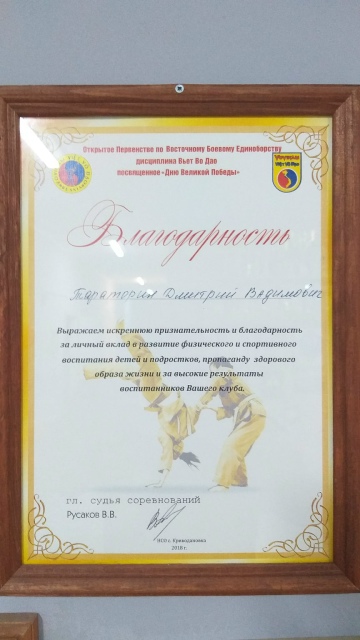 Открытое Первенство по Восточному Боевому Единоборству
дисциплина Вьет Во Дао
посвященное «Дню Великой Победы»
Благодарность
Тараторин Дмитрий Вадимович
Выражаем искреннюю признательность и благодарность
за личный вклад в развитие физического и спортивного
воспитания детей и подростков, пропаганду здорового
образа жизни и за высокие результаты
воспитанников Вашего клуба.
гл. судья соревнований
Русаков В.В.
2018 г.